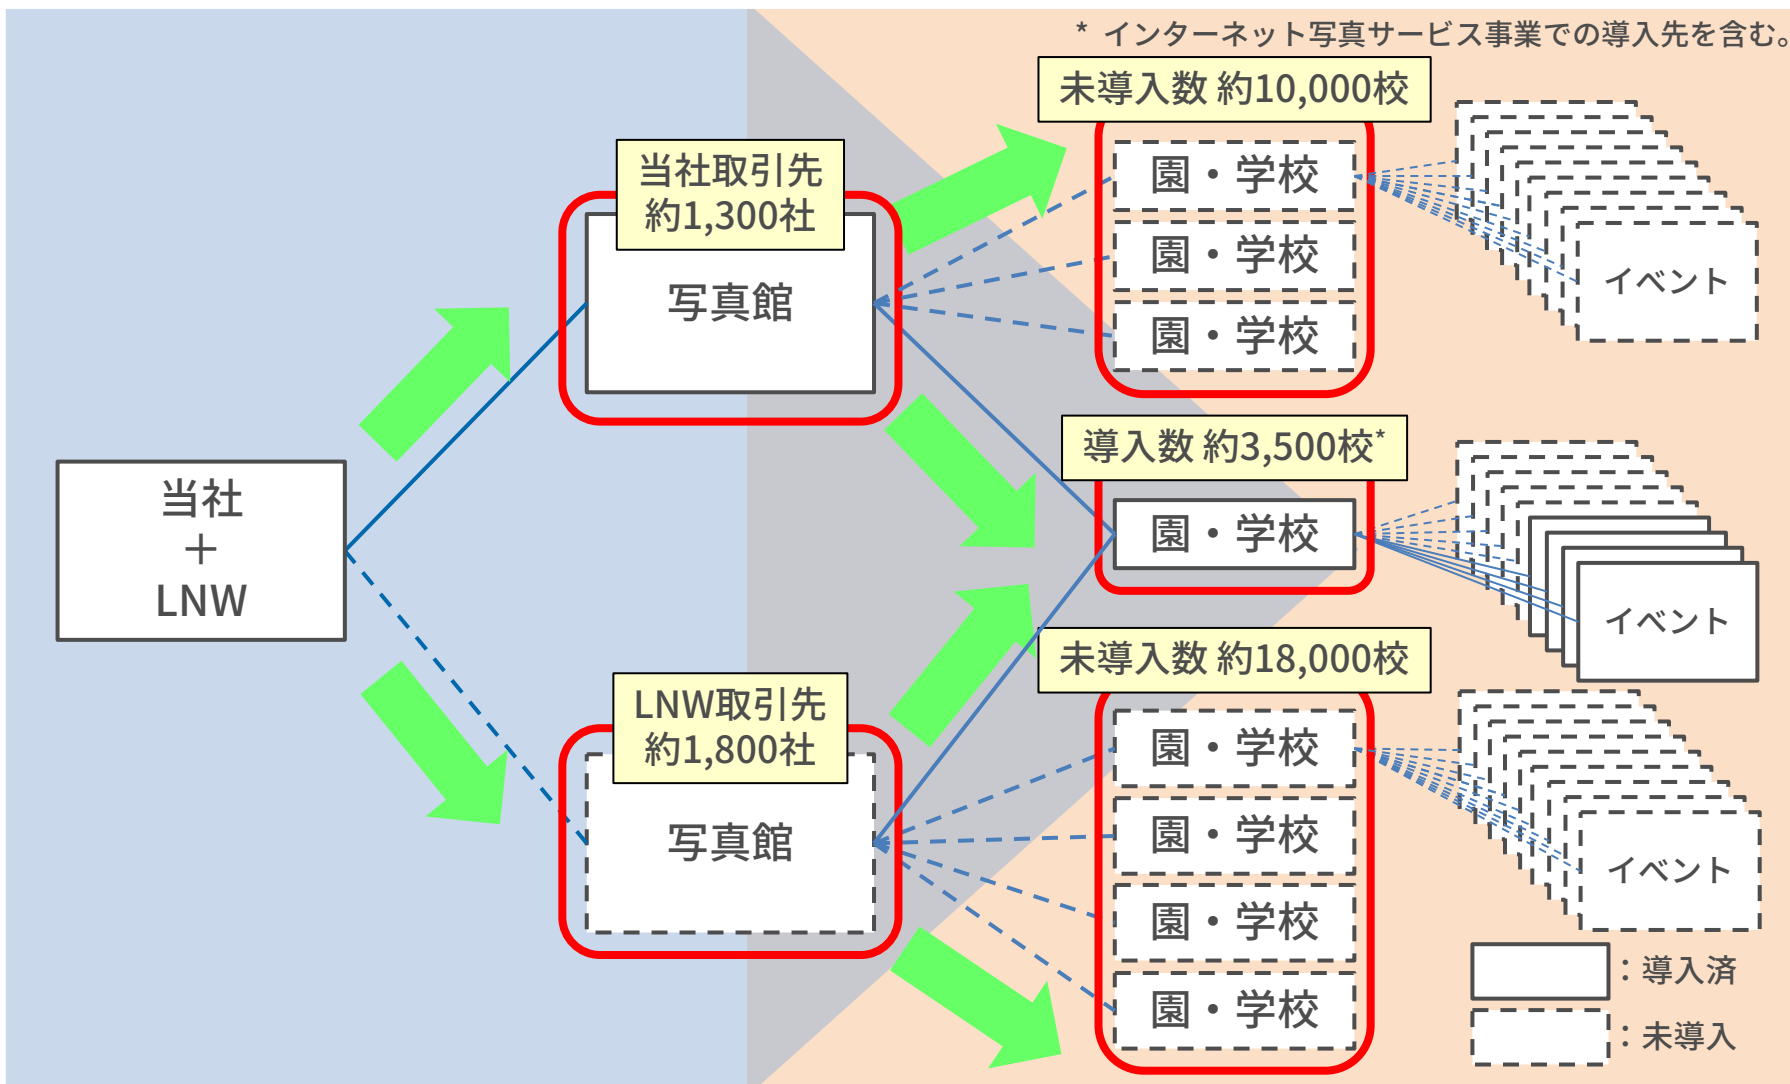 * インターネット写真サービス事業での導入先を含む。
当社
＋
LNW
当社取引先
約1,300社
写真館
LNW取引先
約1,800社
写真館
未導入数 約10,000校
園・学校
園・学校
園・学校
イベント
導入数 約3,500校*
園・学校
イベント
未導入数 約18,000校
園・学校
園・学校
園・学校
園・学校
イベント
：導入済
：未導入